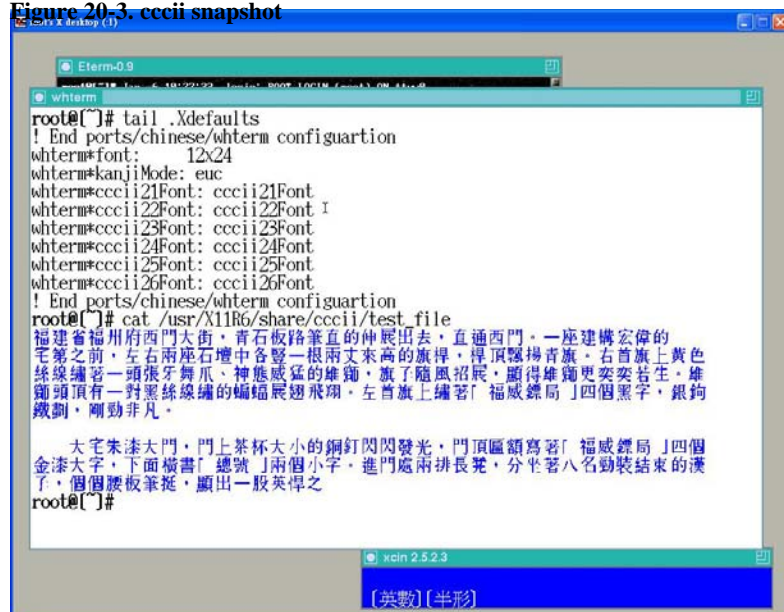 Figure 20-3. cccii snapshot
root's X desktop (:1)
Eterm-0.9
whterm
root@[~]# tail .Xdefaults
! End ports/chinese/whterm configuartion
whterm*font: 12x24
whterm*kanjiMode: euc
whterm*cccii21Font: cccii21Font
whterm*cccii22Font: cccii22Font
whterm*cccii23Font: cccii23Font
whterm*cccii24Font: cccii24Font
whterm*cccii25Font: cccii25Font
whterm*cccii26Font: cccii26Font
! End ports/chinese/whterm configuartion
root@[~]# cat /usr/X11R6/share/cccii/test_file
福建省福州府西門大街，青石板路筆直的伸展出去，直通西門。一座建構宏偉的
宅第之前，左右兩座石壇中各豎一根兩丈來高的旗桿，桿頂飄揚青旗。右首旗上黃色
絲線繡著一頭張牙舞爪、神態威猛的雄獅，旗子隨風招展，顯得雄獅更奕奕若生。雄
獅頭頂有一對黑絲線繡的蝙蝠展翅飛翔。左首旗上繡著「福威鏢局」四個黑字，銀鉤
鐵劃，剛勁非凡。
大宅朱漆大門，門上茶杯大小的銅釘閃閃發光，門頂匾額寫著「福威鏢局」四個
金漆大字，下面橫書「總號」兩個小字。進門處兩排長凳，分坐著八名勁裝結束的漢
子，個個腰板筆挺，顯出一股英悍之
root@[~]#
xcin 2.5.2.3
[英數][半形]